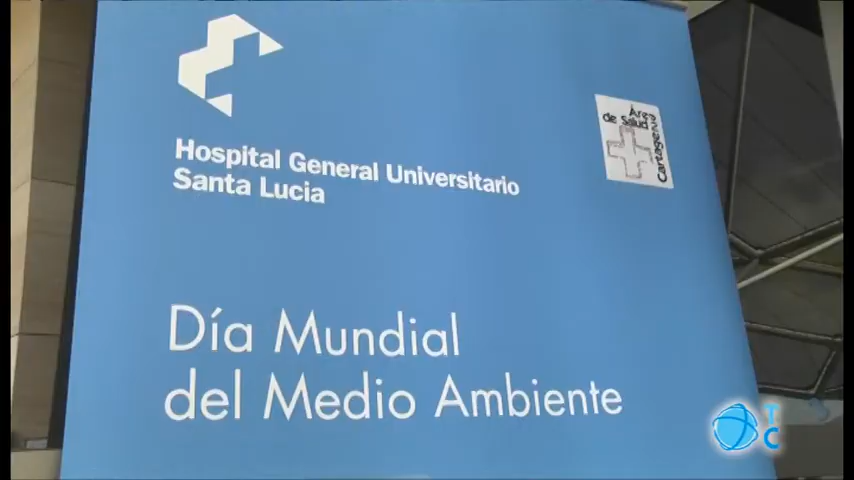 Hospital General Universitario
Santa Lucia
Área
de Salud
Cartagena
Día Mundial
del Medio Ambiente
T
C